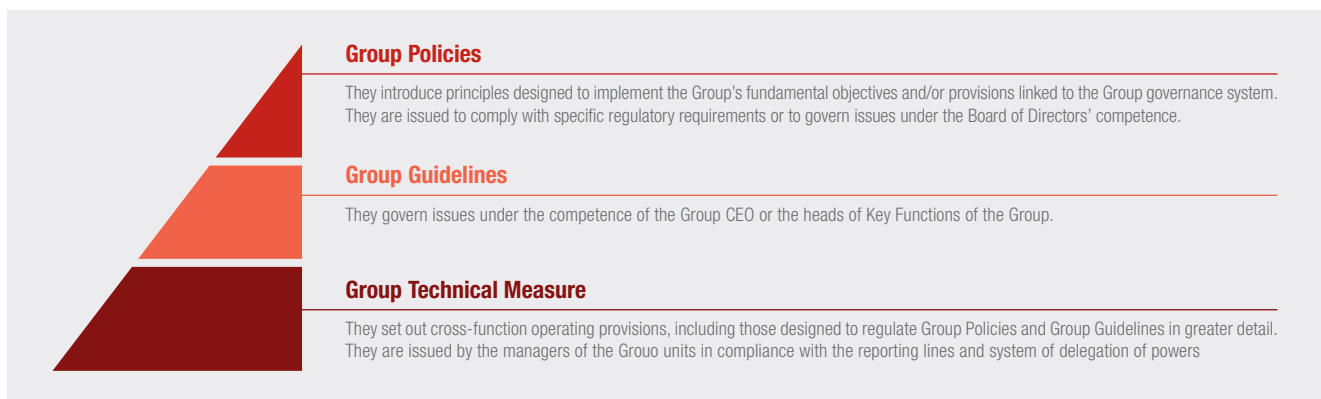 Group Policies
They introduce principles designed to implement the Group's fundamental objectives and/or provisions linked to the Group governance system.
They are issued to comply with specific regulatory requirements or to govern issues under the Board of Directors' competence.
Group Guidelines
They govern issues under the competence of the Group CEO or the heads of Key Functions of the Group.
Group Technical Measure
They set out cross-function operating provisions, including those designed to regulate Group Policies and Group Guidelines in greater detail.
They are issued by the managers of the Grouo units in compliance with the reporting lines and system of delegation of powers